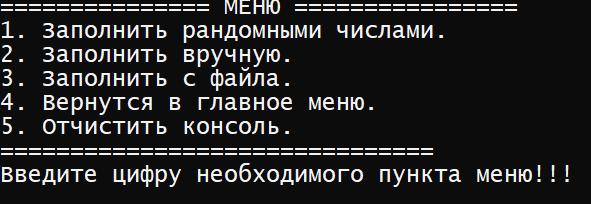 =============== МЕНЮ ================
1. Заполнить рандомными числами.
2. Заполнить вручную.
3. Заполнить с файла.
4. Вернутся в главное меню.
5. Отчистить консоль.
===============================
Введите цифру необходимого пункта меню!!!